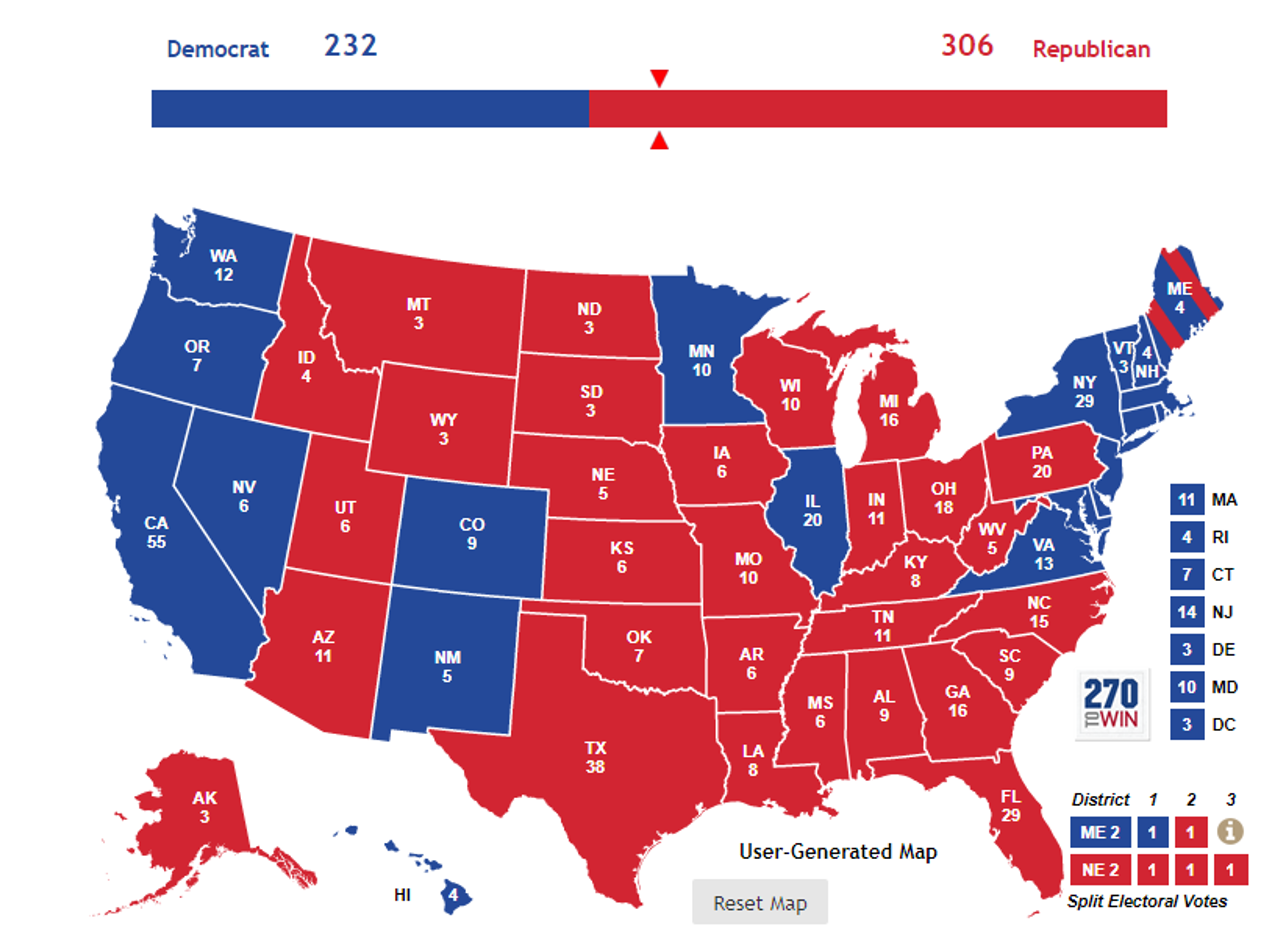 Democrat 232 306 Republican
WA
12
OR
7
CA
55
NV
6
ID
4
MT
3
WY
3
UT
6
AZ
11
CO
9
NM
5
ND
3
SD
3
NE
5
KS
6
OK
7
TX
38
MN
10
IA
6
MO
10
AR
6
LA
8
WI
10
IL
20
MI
16
IN
11
OH
18
KY
8
TN
11
MS
6
AL
9
GA
16
FL
29
SC
9
NC
15
VA
13
WV
5
PA
20
NY
29
VT
3
4
NH
ME
4
AK
3
HI 4
11 MA
4 RI
7 CT
14 NJ
3 DE
10 MD
3 DC
270
TO WIN
District 1 2 3
ME 2 1 1 i
NE 2 1 1 1
Split Electoral Votes
User-Generated Map
Reset Map